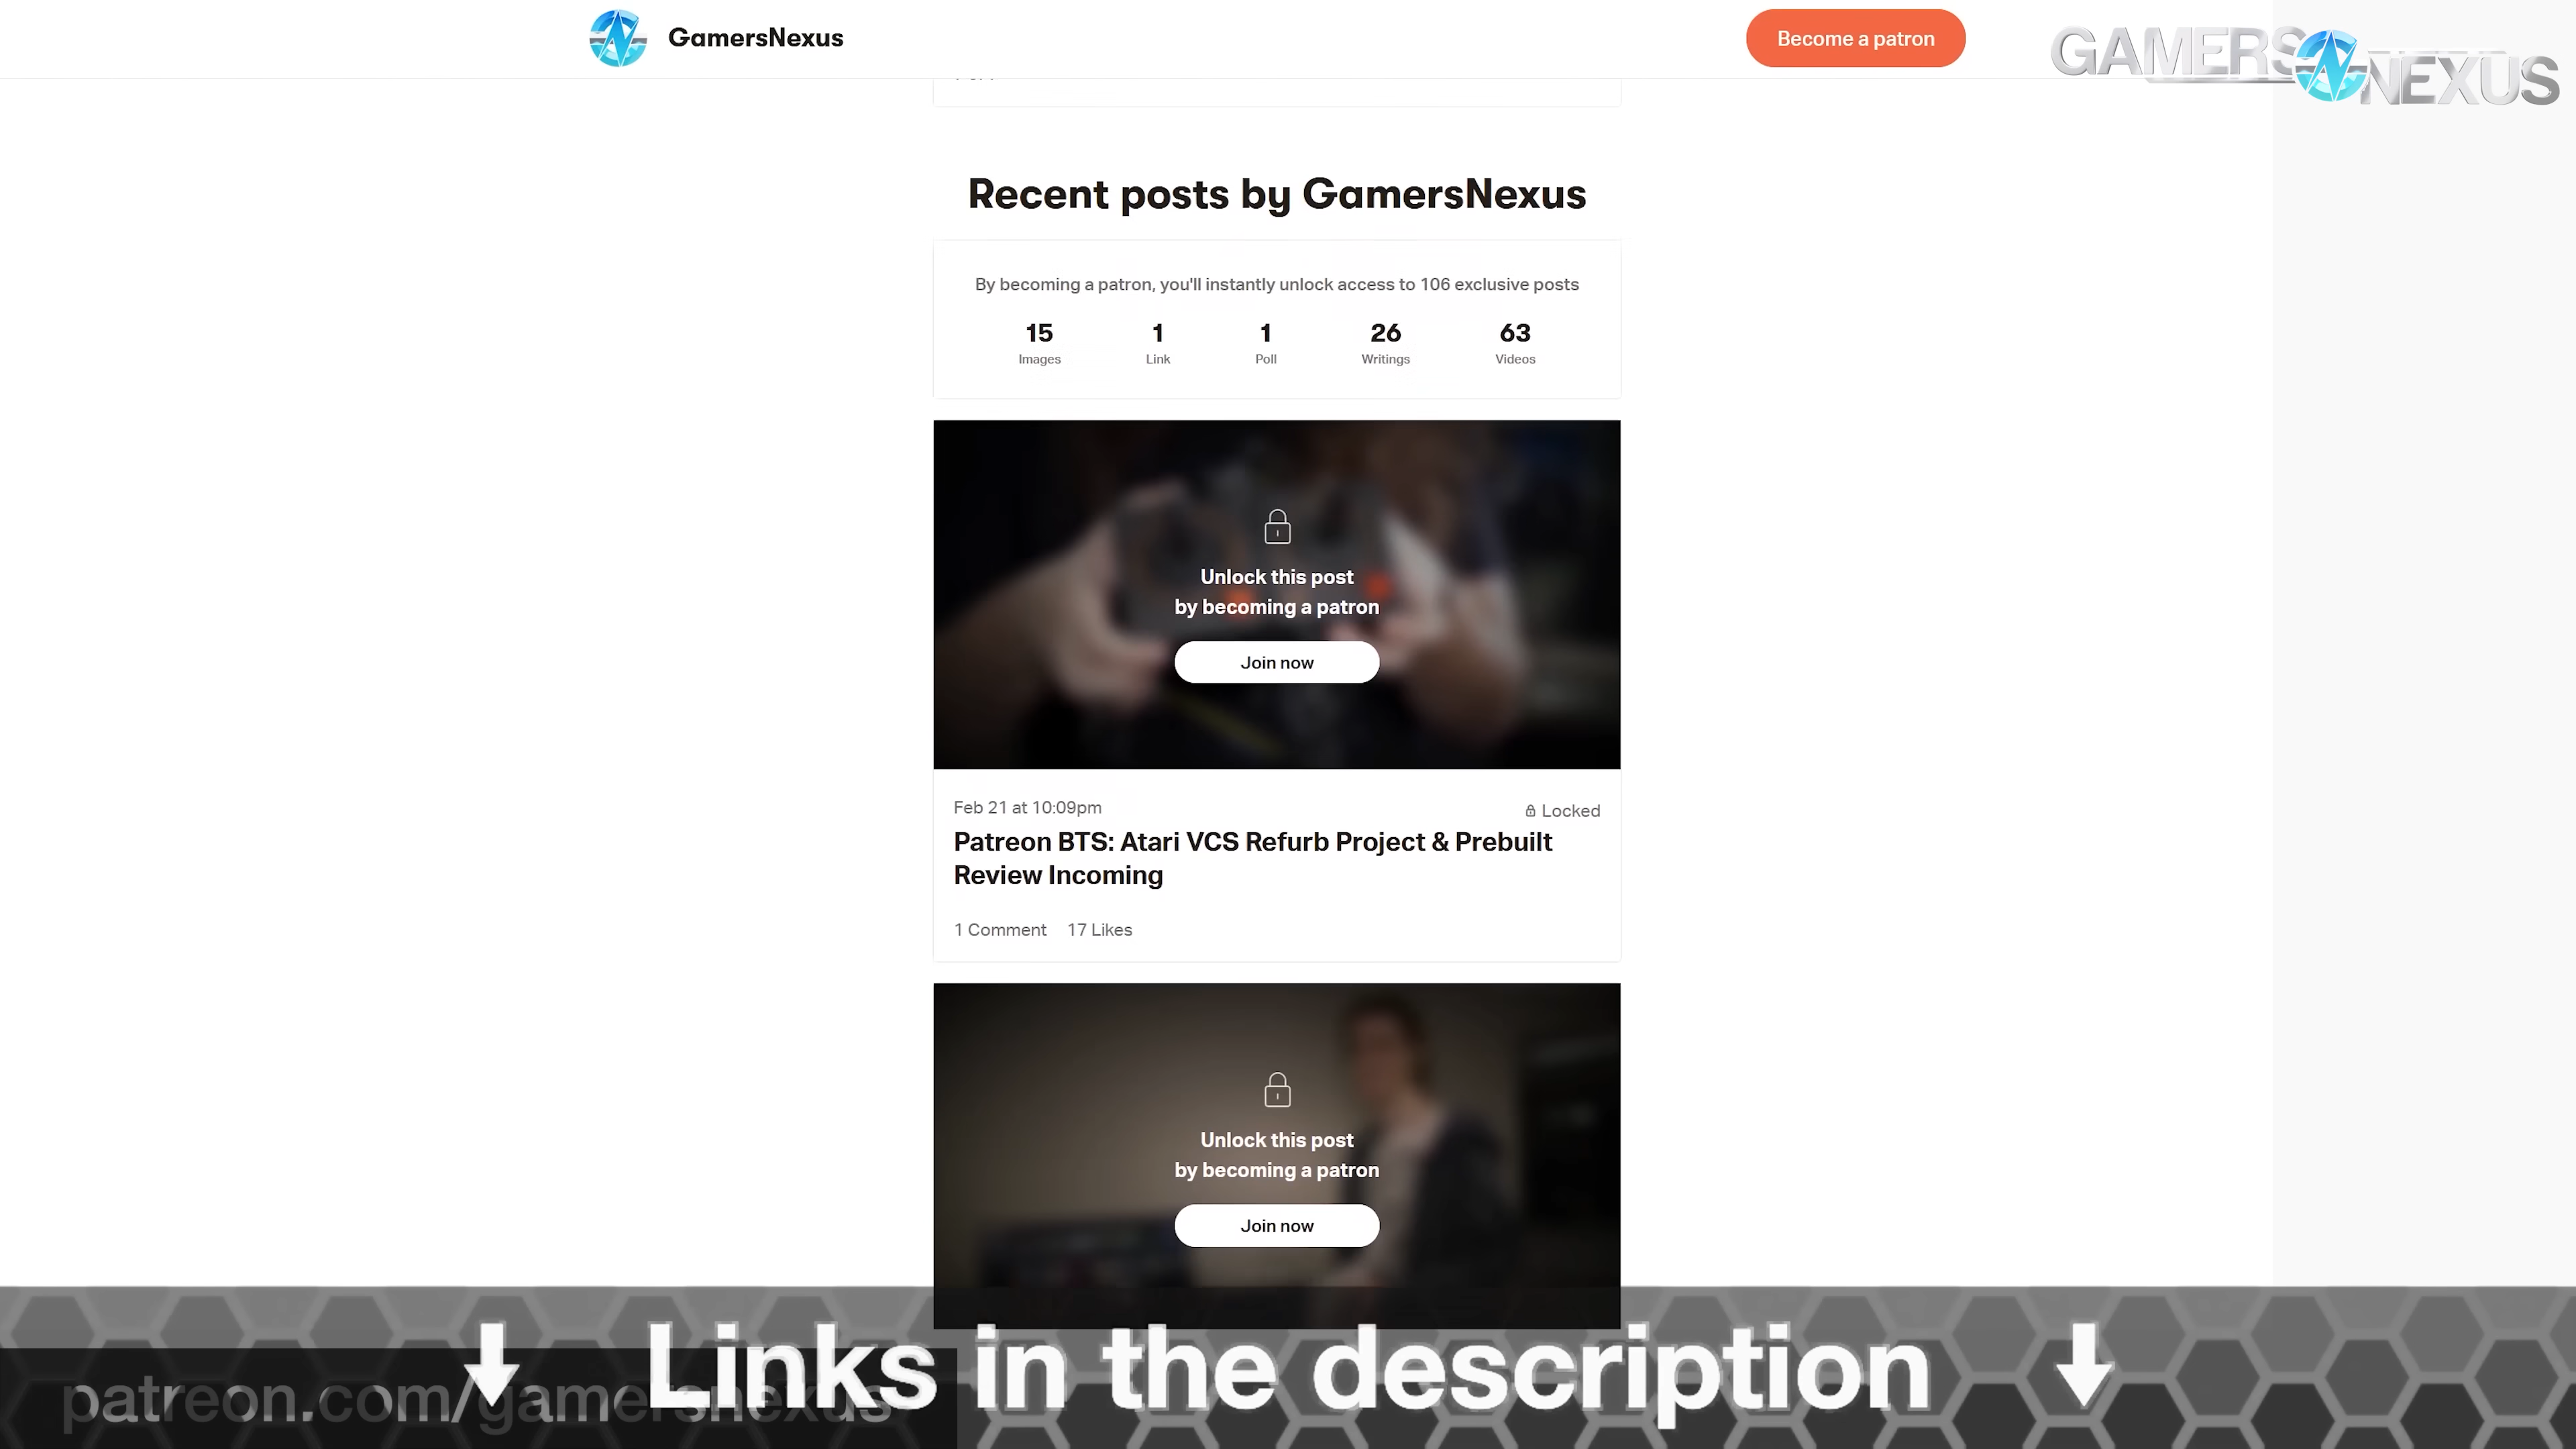 GamersNexus
Become a patron
GAMERS NEXUS
Recent posts by GamersNexus
By becoming a patron, you'll instantly unlock access to 106 exclusive posts
15 1 1 26 63
Images Link Poll Writings Videos
Unlock this post
by becoming a patron
Join now
Feb 21 at 10:09pm
Locked
Patreon BTS: Atari VCS Refurb Project & Prebuilt
Review Incoming
1 Comment 17 Likes
Unlock this post
by becoming a patron
Join now
Links in the description
patreon.com/gamersnexus